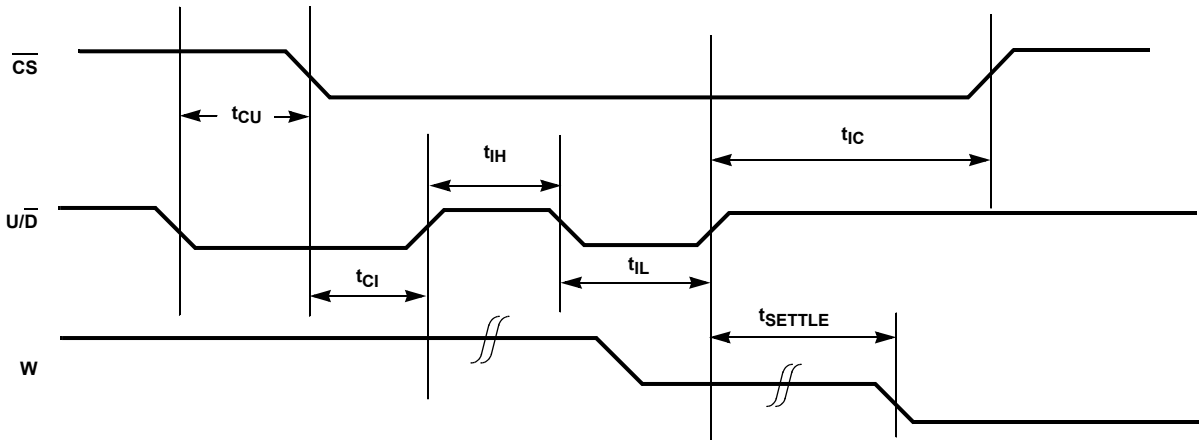 CS
tCU
tIC
tIH
U/D
tIL
tCI
tSETTLE
W